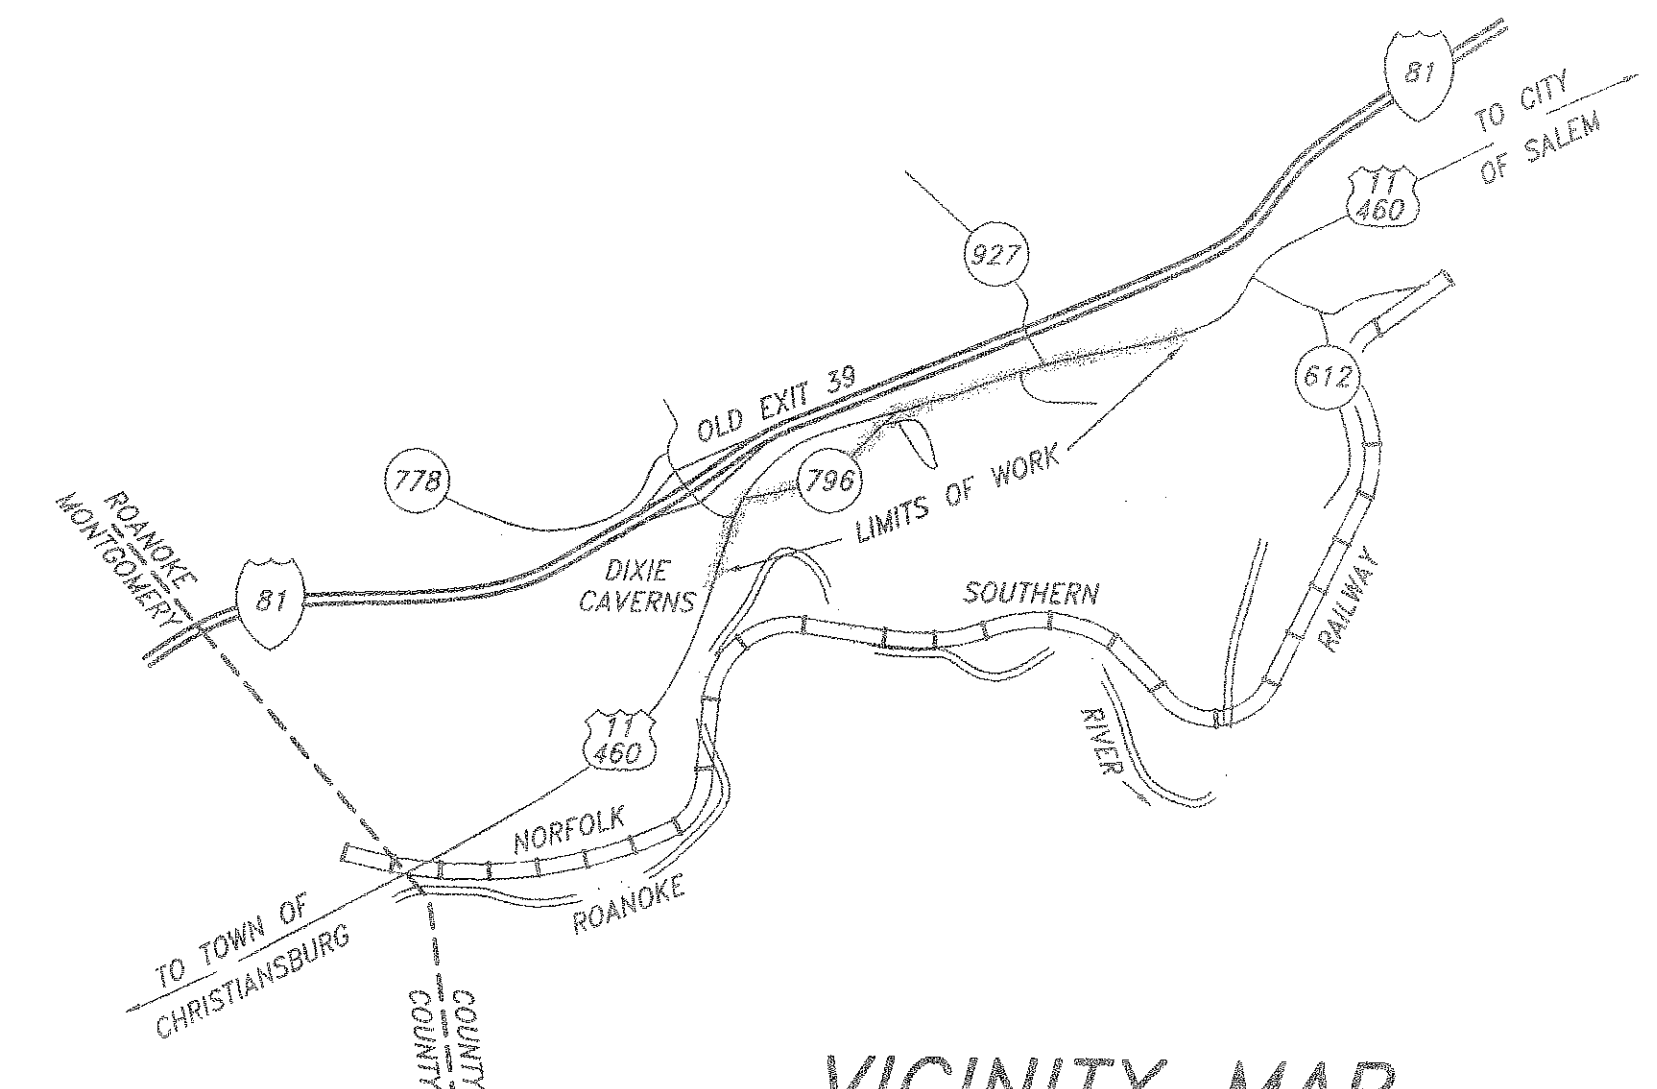 81
TO CITY
OF SALEM
11
460
927
612
OLD EXIT 39
778
796
LIMITS OF WORK
ROANOKE
MONTGOMERY
81
DIXIE
CAVERNS
SOUTHERN
RAILWAY
11
460
RIVER
NORFOLK
ROANOKE
TO TOWN OF
CHRISTIANSBURG
COUNTY
COUNTY
VICINITY MAP